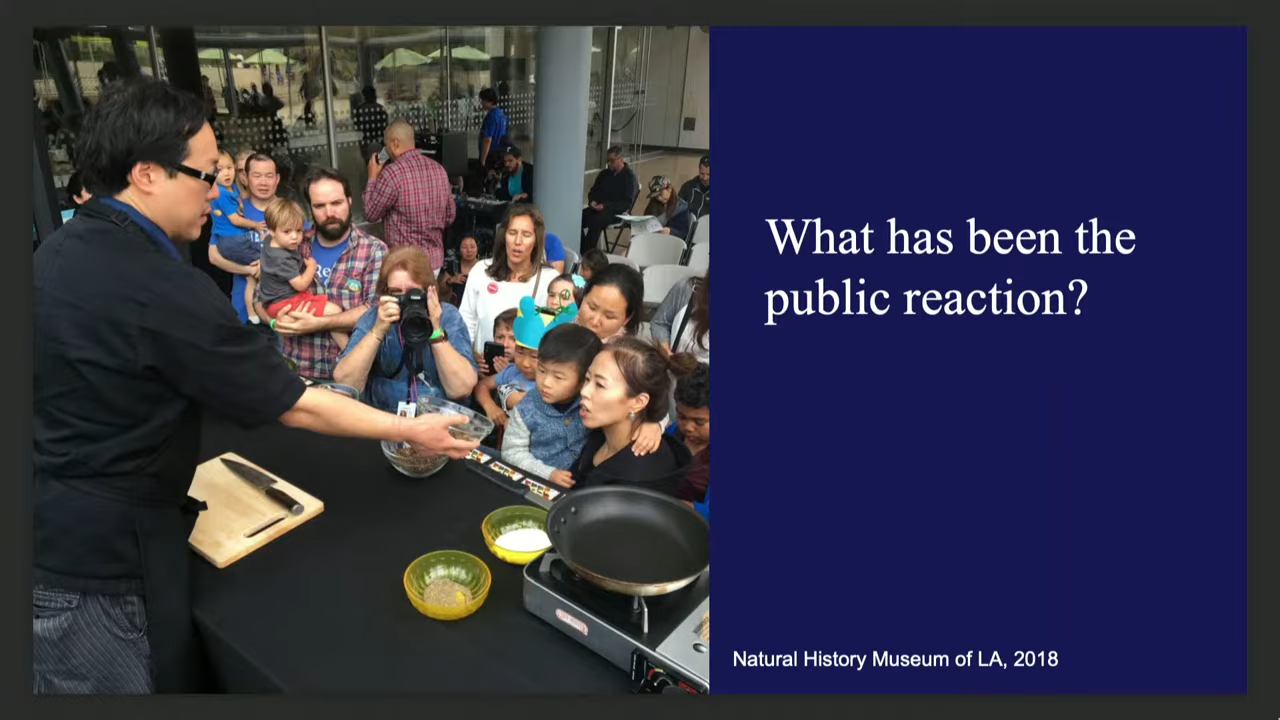 What has been the
public reaction?
Natural History Museum of LA, 2018